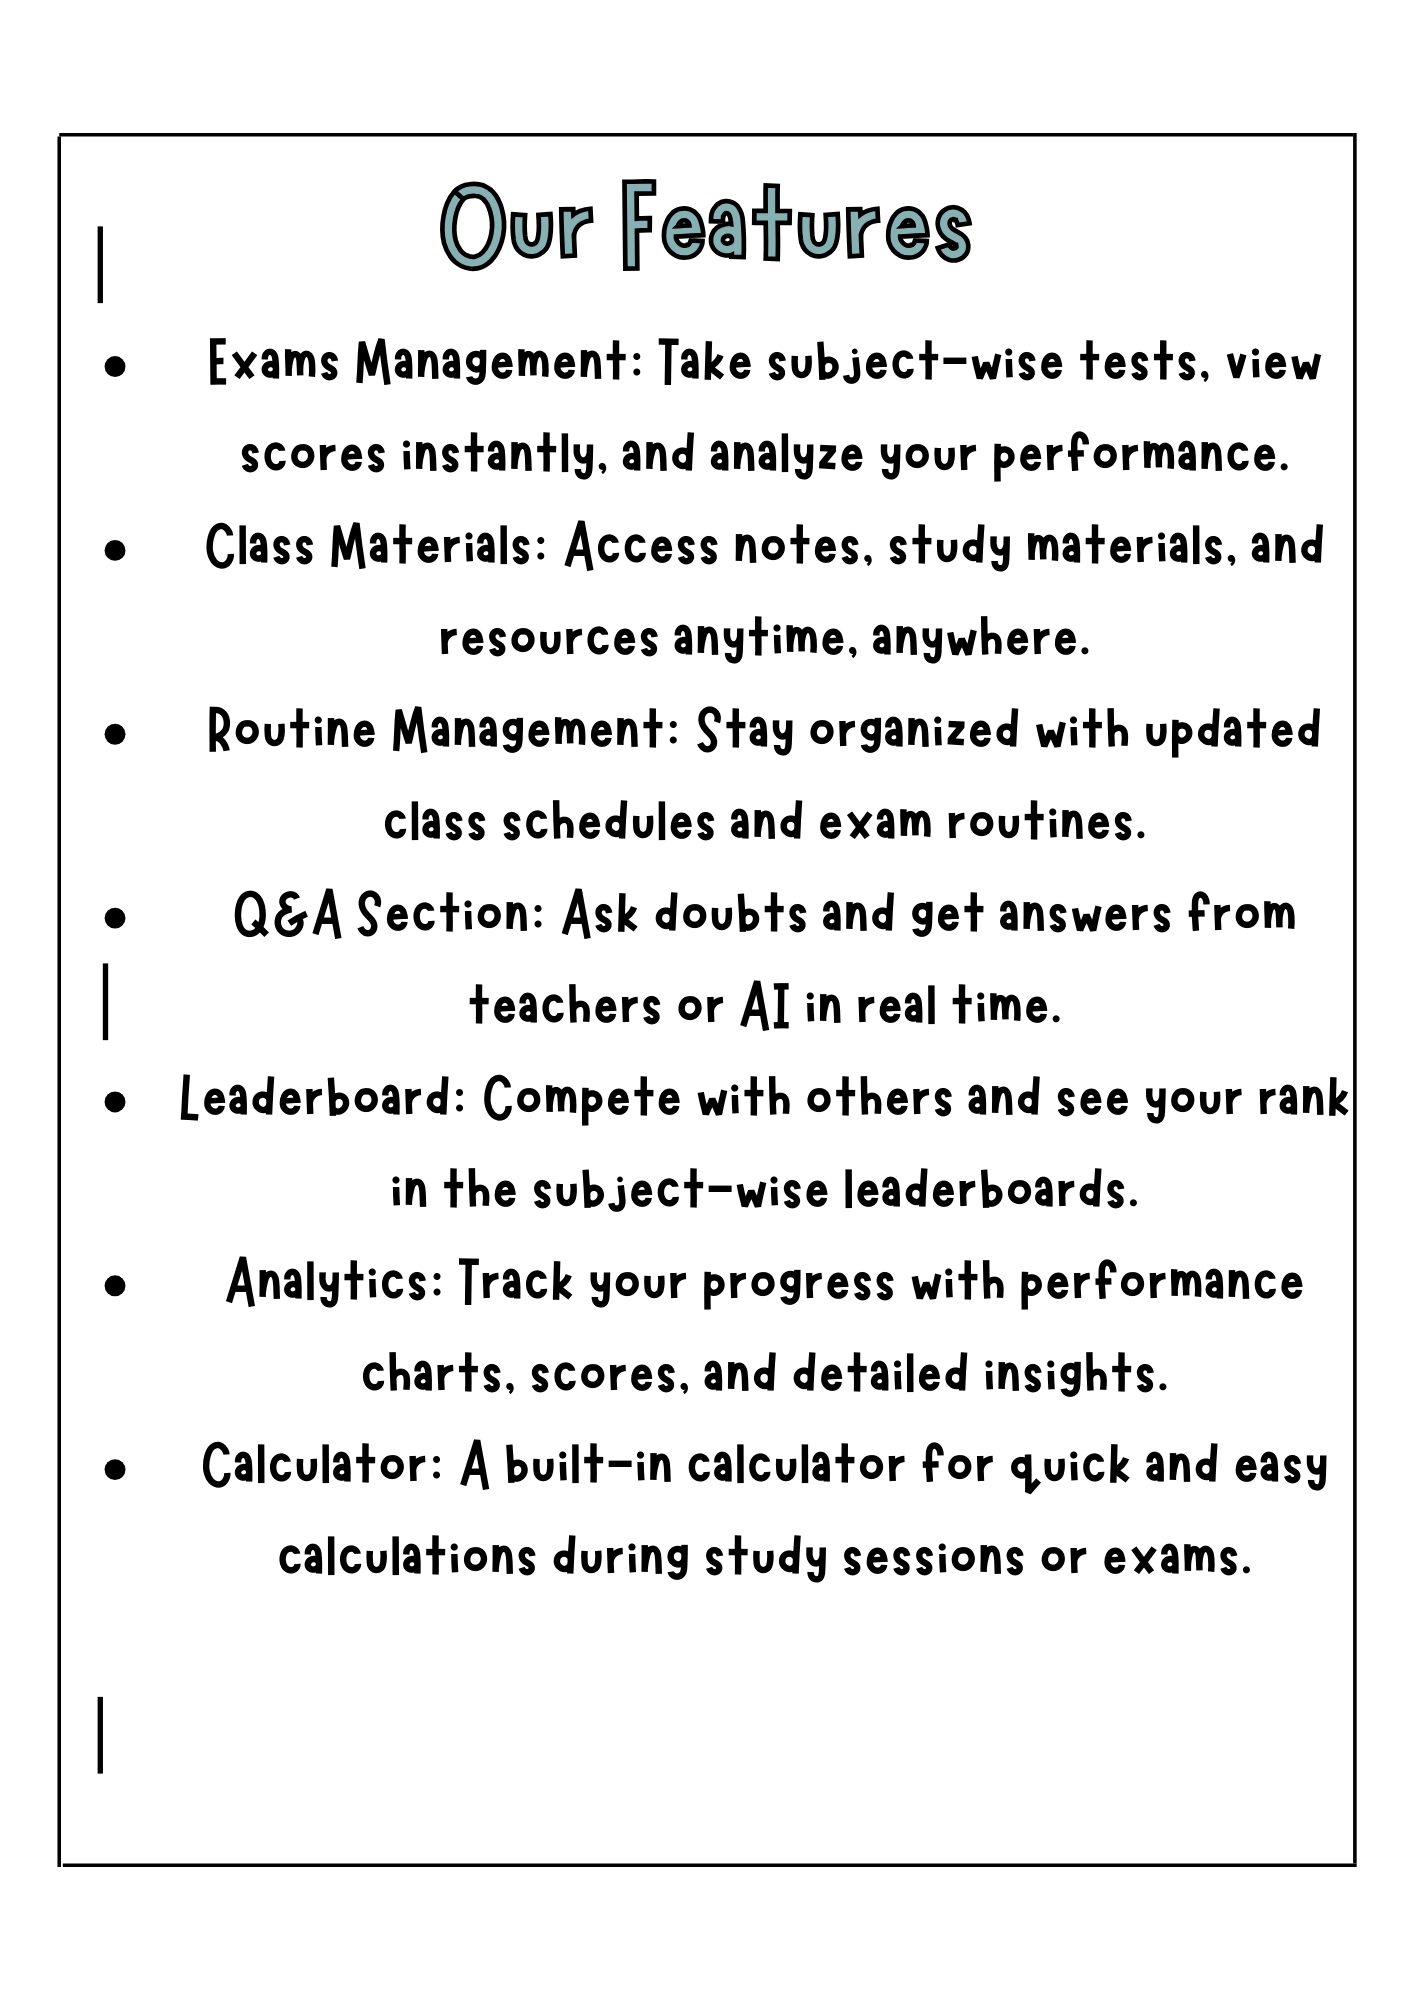 Our Features
• Exams Management: Take subject-wise tests, view
scores instantly, and analyze your performance.
• Class Materials: Access notes, study materials, and
resources anytime, anywhere.
• Routine Management: Stay organized with updated
class schedules and exam routines.
• Q&A Section: Ask doubts and get answers from
teachers or AI in real time.
• Leaderboard: Compete with others and see your rank
in the subject-wise leaderboards.
• Analytics: Track your progress with performance
charts, scores, and detailed insights.
• Calculator: A built-in calculator for quick and easy
calculations during study sessions or exams.